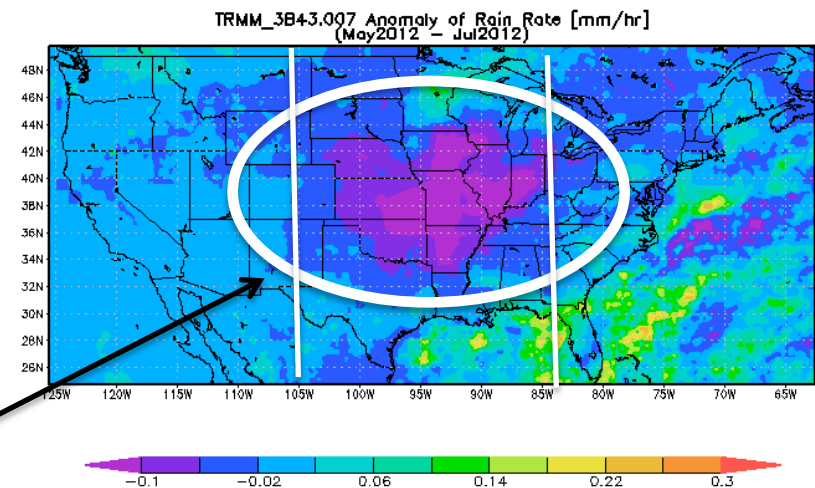 TRMM_3B43.007 Anomaly of Rain Rate [mm/hr]
(May2012 – Jul2012)
48N
46N
44N
42N
40N
38N
36N
34N
32N
30N
28N
26N
125W 120W 115W 110W 105W 100W 95W 90W 85W 80W 75W 70W 65W
−0.1 −0.02 0.06 0.14 0.22 0.3